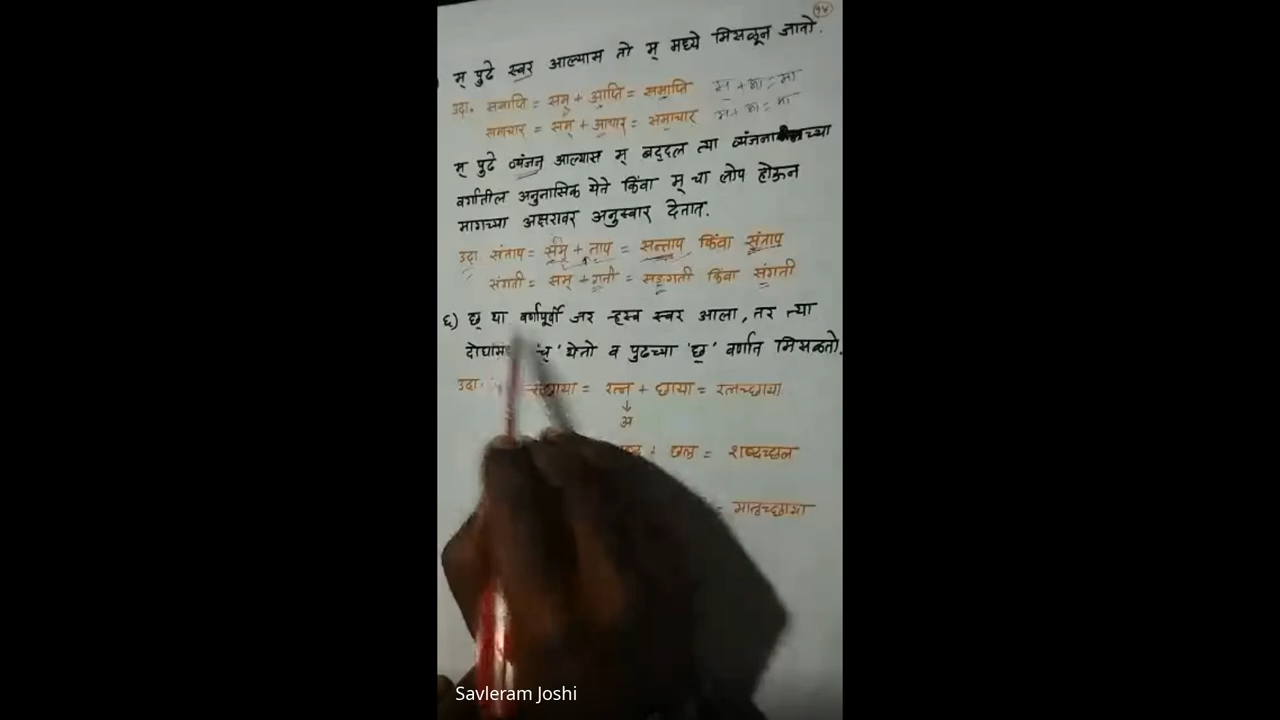 १४
म् पुढे स्वर आल्यास तो म् मध्ये मिसळून जातो.
उदा. समाप्ति = सम् + आप्ति = समाप्ति म + आ = मा
समाचार = सम् + आचार = समाचार म + आ = मा
म् पुढे व्यंजन आल्यास म् बद्दल त्या च्या
वर्गातील अनुनासिक येते किंवा म् चा लोप होऊन
मागच्या अक्षरावर अनुस्वार देतात.
उदा संताप = सम् + ताप = सन्ताप किंवा संताप
संगती = सम् + गती = सङ्गती किंवा संगती
६) छ् या वर्णापूर्वी जर ऱ्हस्व स्वर आला, तर त्या
'च्' येतो व पुढच्या 'छ्' वर्णात मिसळतो.
उदा. = रत्न + छाया = रत्नच्छाया
↓
अ
+ छल = शब्दच्छल
= मातृच्छाया
Savleram Joshi